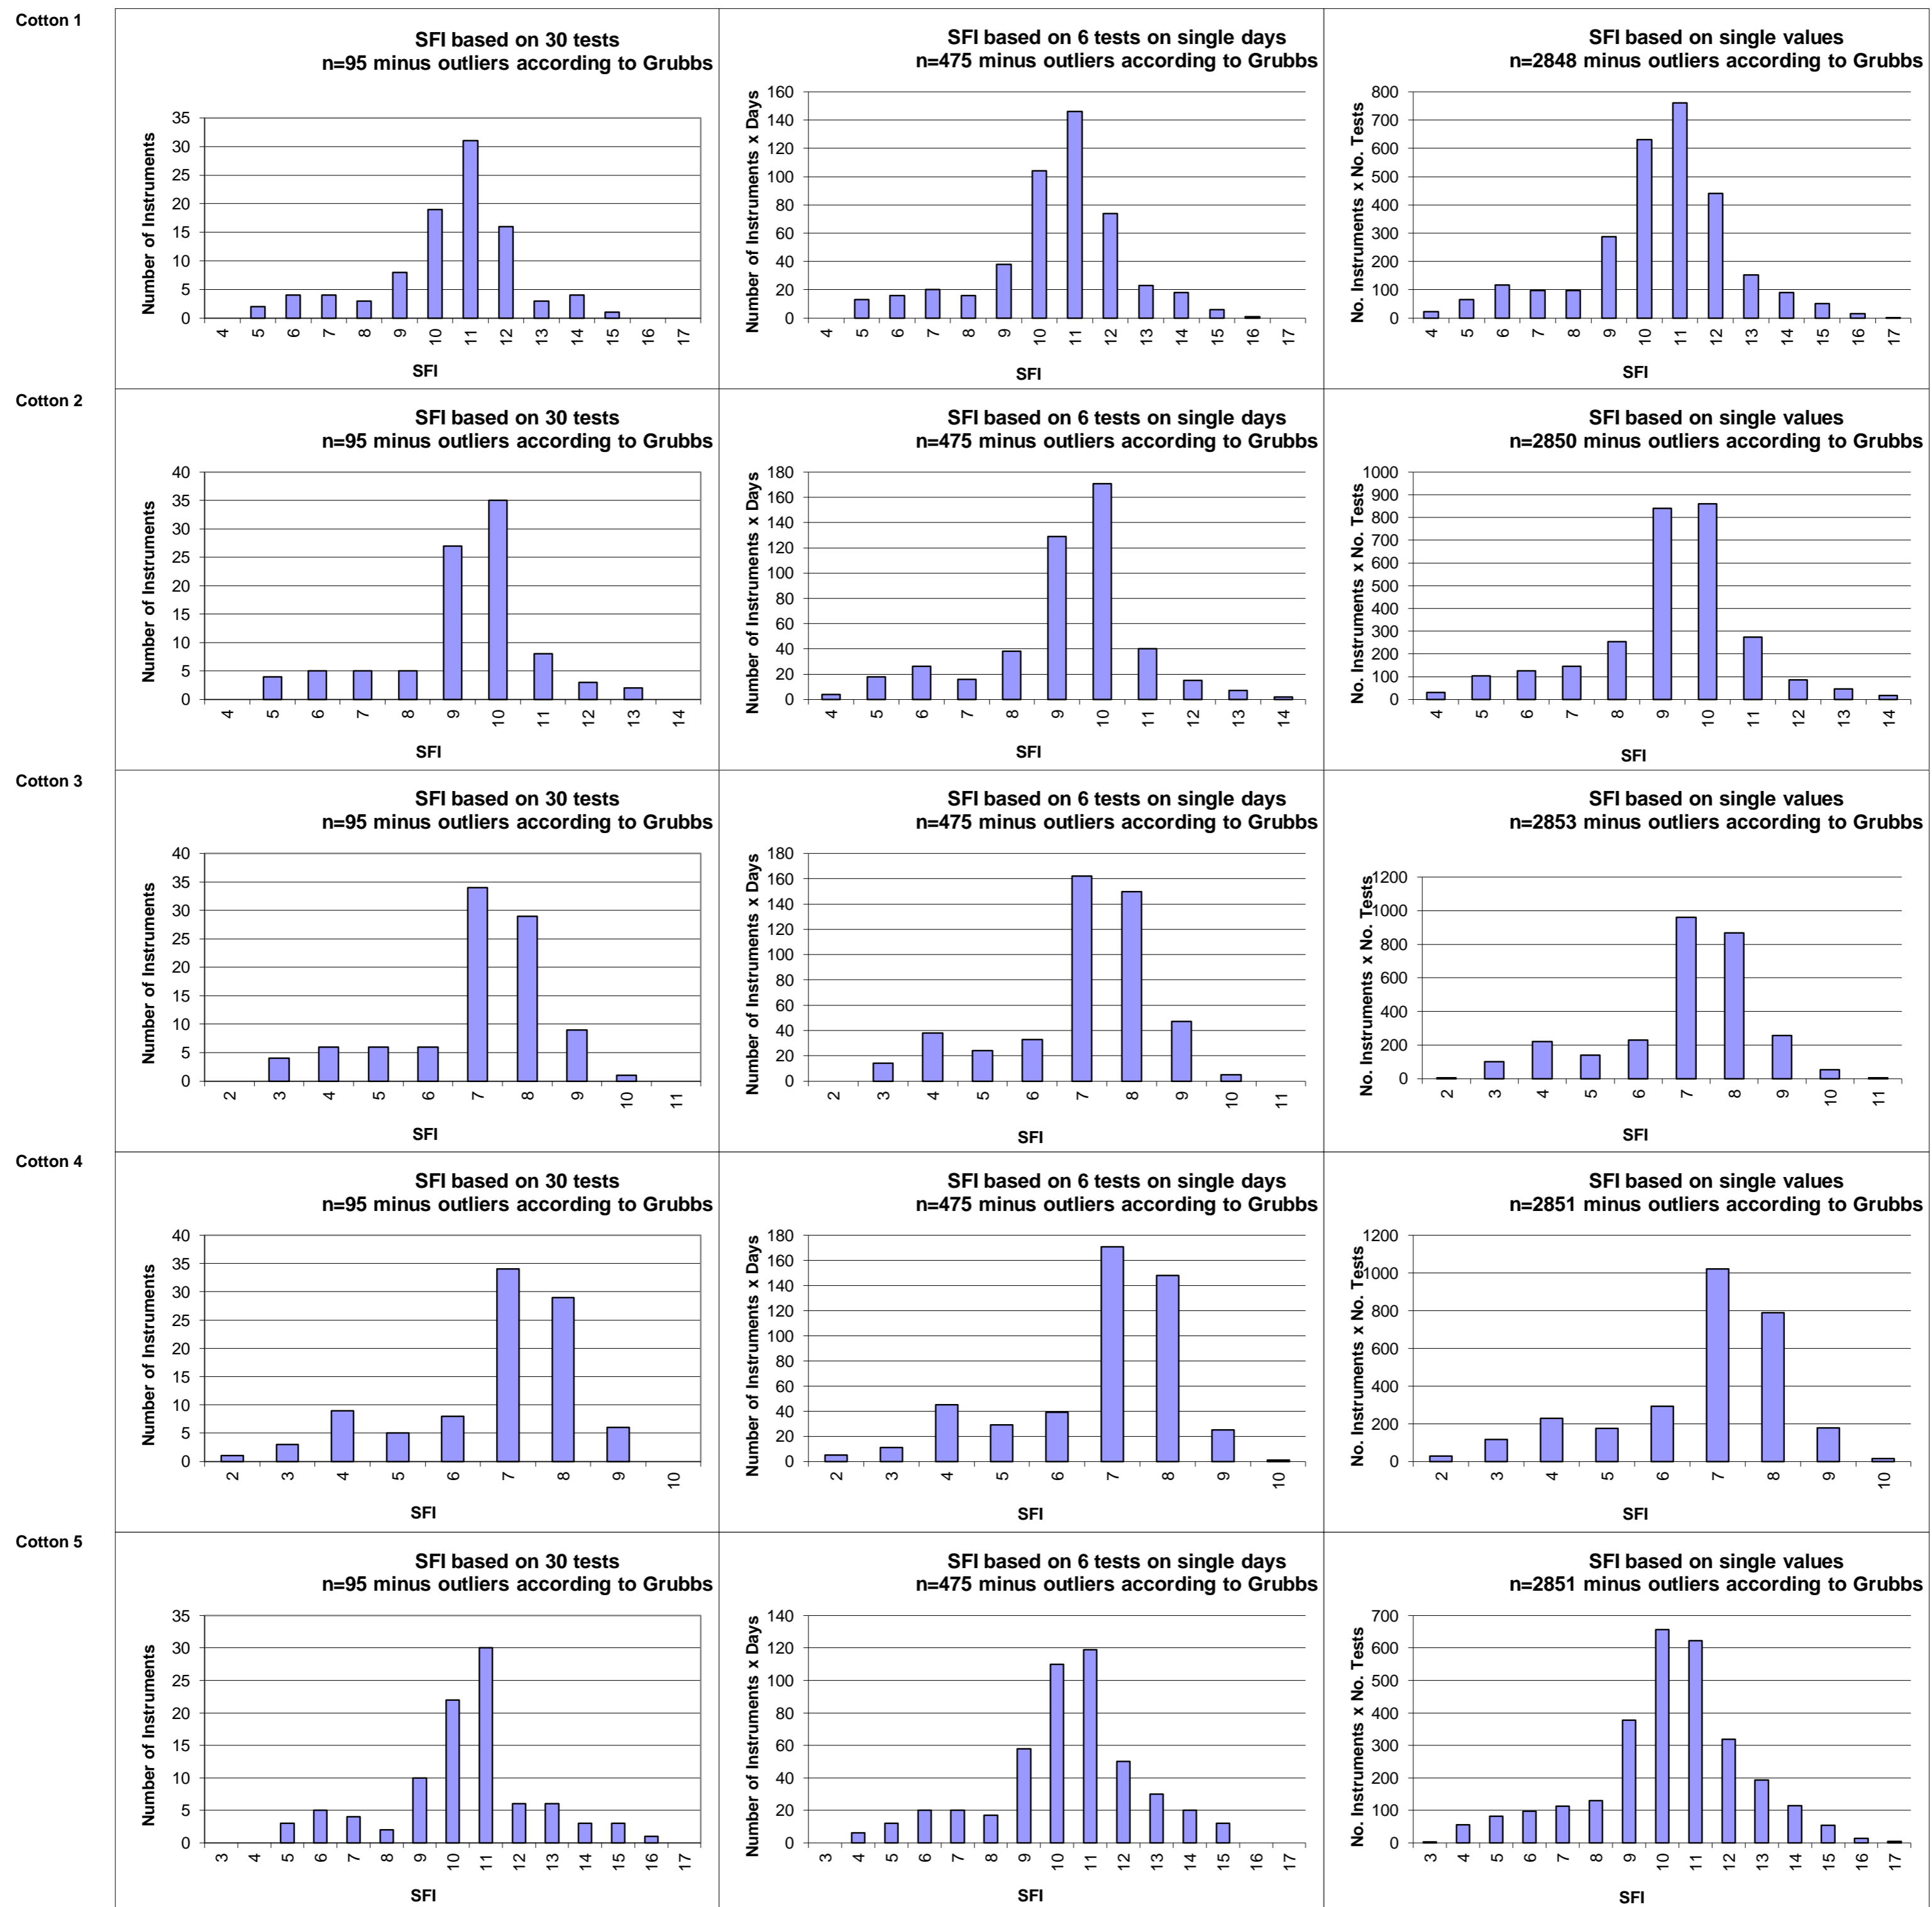 Cotton 1
SFI based on 30 tests
n=95 minus outliers according to Grubbs
Number of Instruments
35
30
25
20
15
10
5
0
4 5 6 7 8 9 10 11 12 13 14 15 16 17
SFI
SFI based on 6 tests on single days
n=475 minus outliers according to Grubbs
Number of Instruments x Days
160
140
120
100
80
60
40
20
0
4 5 6 7 8 9 10 11 12 13 14 15 16 17
SFI
SFI based on single values
n=2848 minus outliers according to Grubbs
No. Instruments x No. Tests
800
700
600
500
400
300
200
100
0
4 5 6 7 8 9 10 11 12 13 14 15 16 17
SFI
Cotton 2
SFI based on 30 tests
n=95 minus outliers according to Grubbs
Number of Instruments
40
35
30
25
20
15
10
5
0
4 5 6 7 8 9 10 11 12 13 14
SFI
SFI based on 6 tests on single days
n=475 minus outliers according to Grubbs
Number of Instruments x Days
180
160
140
120
100
80
60
40
20
0
4 5 6 7 8 9 10 11 12 13 14
SFI
SFI based on single values
n=2850 minus outliers according to Grubbs
No. Instruments x No. Tests
1000
900
800
700
600
500
400
300
200
100
0
4 5 6 7 8 9 10 11 12 13 14
SFI
Cotton 3
SFI based on 30 tests
n=95 minus outliers according to Grubbs
Number of Instruments
40
35
30
25
20
15
10
5
0
2 3 4 5 6 7 8 9 10 11
SFI
SFI based on 6 tests on single days
n=475 minus outliers according to Grubbs
Number of Instruments x Days
180
160
140
120
100
80
60
40
20
0
2 3 4 5 6 7 8 9 10 11
SFI
SFI based on single values
n=2853 minus outliers according to Grubbs
No. Instruments x No. Tests
1200
1000
800
600
400
200
0
2 3 4 5 6 7 8 9 10 11
SFI
Cotton 4
SFI based on 30 tests
n=95 minus outliers according to Grubbs
Number of Instruments
40
35
30
25
20
15
10
5
0
2 3 4 5 6 7 8 9 10
SFI
SFI based on 6 tests on single days
n=475 minus outliers according to Grubbs
Number of Instruments x Days
180
160
140
120
100
80
60
40
20
0
2 3 4 5 6 7 8 9 10
SFI
SFI based on single values
n=2851 minus outliers according to Grubbs
No. Instruments x No. Tests
1200
1000
800
600
400
200
0
2 3 4 5 6 7 8 9 10
SFI
Cotton 5
SFI based on 30 tests
n=95 minus outliers according to Grubbs
Number of Instruments
35
30
25
20
15
10
5
0
3 4 5 6 7 8 9 10 11 12 13 14 15 16 17
SFI
SFI based on 6 tests on single days
n=475 minus outliers according to Grubbs
Number of Instruments x Days
140
120
100
80
60
40
20
0
3 4 5 6 7 8 9 10 11 12 13 14 15 16 17
SFI
SFI based on single values
n=2851 minus outliers according to Grubbs
No. Instruments x No. Tests
700
600
500
400
300
200
100
0
3 4 5 6 7 8 9 10 11 12 13 14 15 16 17
SFI